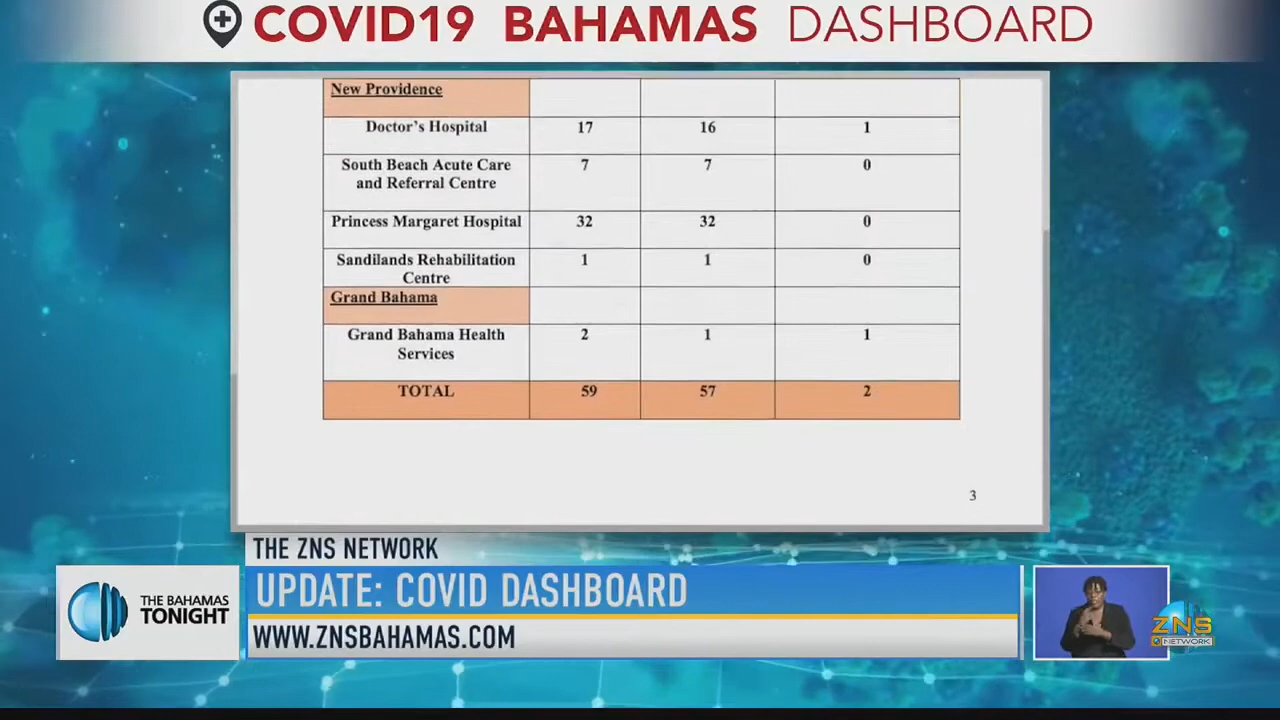 COVID19 BAHAMAS DASHBOARD
New Providence
Doctor's Hospital 17 16 1
South Beach Acute Care
and Referral Centre 7 7 0
Princess Margaret Hospital 32 32 0
Sandilands Rehabilitation
Centre 1 1 0
Grand Bahama
Grand Bahama Health
Services 2 1 1
TOTAL 59 57 2
3
THE ZNS NETWORK
UPDATE: COVID DASHBOARD
WWW.ZNSBAHAMAS.COM
THE BAHAMAS
TONIGHT
ZNS
NETWORK